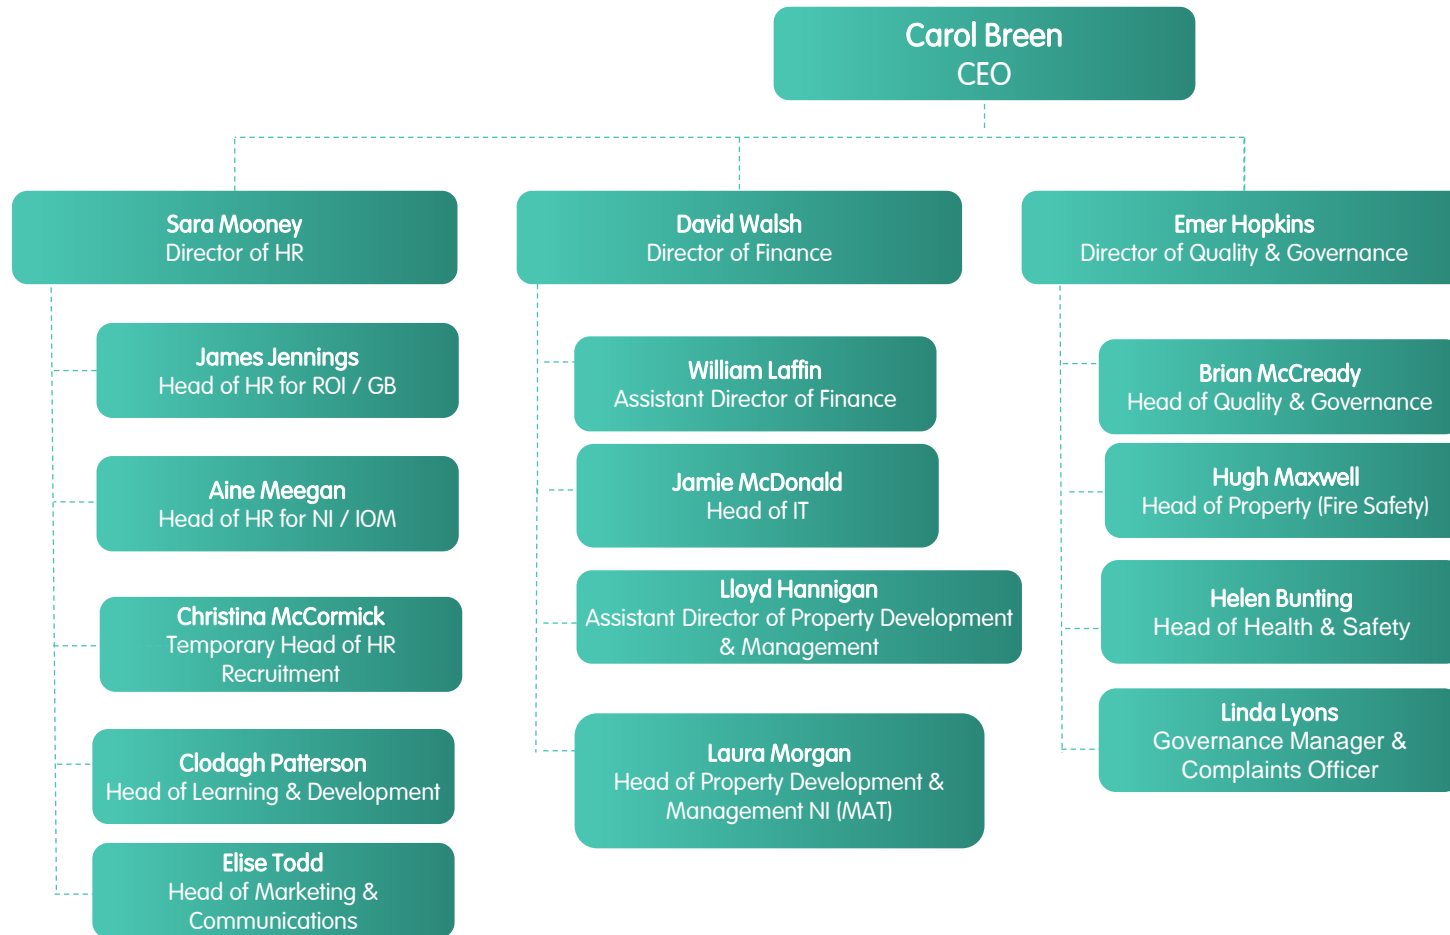 Carol Breen
CEO
Sara Mooney
Director of HR
James Jennings
Head of HR for ROI / GB
Aine Meegan
Head of HR for NI / IOM
Christina McCormick
Temporary Head of HR
Recruitment
Clodagh Patterson
Head of Learning & Development
Elise Todd
Head of Marketing &
Communications
David Walsh
Director of Finance
William Laffin
Assistant Director of Finance
Jamie McDonald
Head of IT
Lloyd Hannigan
Assistant Director of Property Development
& Management
Laura Morgan
Head of Property Development &
Management NI (MAT)
Emer Hopkins
Director of Quality & Governance
Brian McCready
Head of Quality & Governance
Hugh Maxwell
Head of Property (Fire Safety)
Helen Bunting
Head of Health & Safety
Linda Lyons
Governance Manager &
Complaints Officer